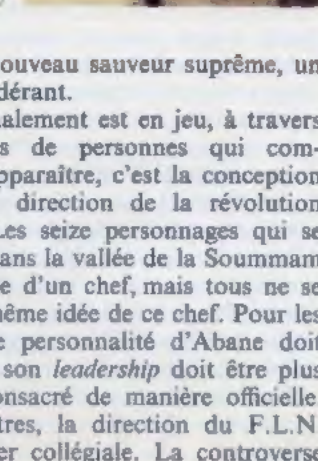 ouveau sauveur suprême, un
dérant.
alement est en jeu, à travers
s de personnes qui com-
apparaître, c'est la conception
direction de la révolution
Les seize personnages qui se
ans la vallée de la Soummam
e d'un chef, mais tous ne se
même idée de ce chef. Pour les
e personnalité d'Abane doit
son leadership doit être plus
onsacré de manière officielle.
tres, la direction du F.L.N.
er collégiale. La controverse